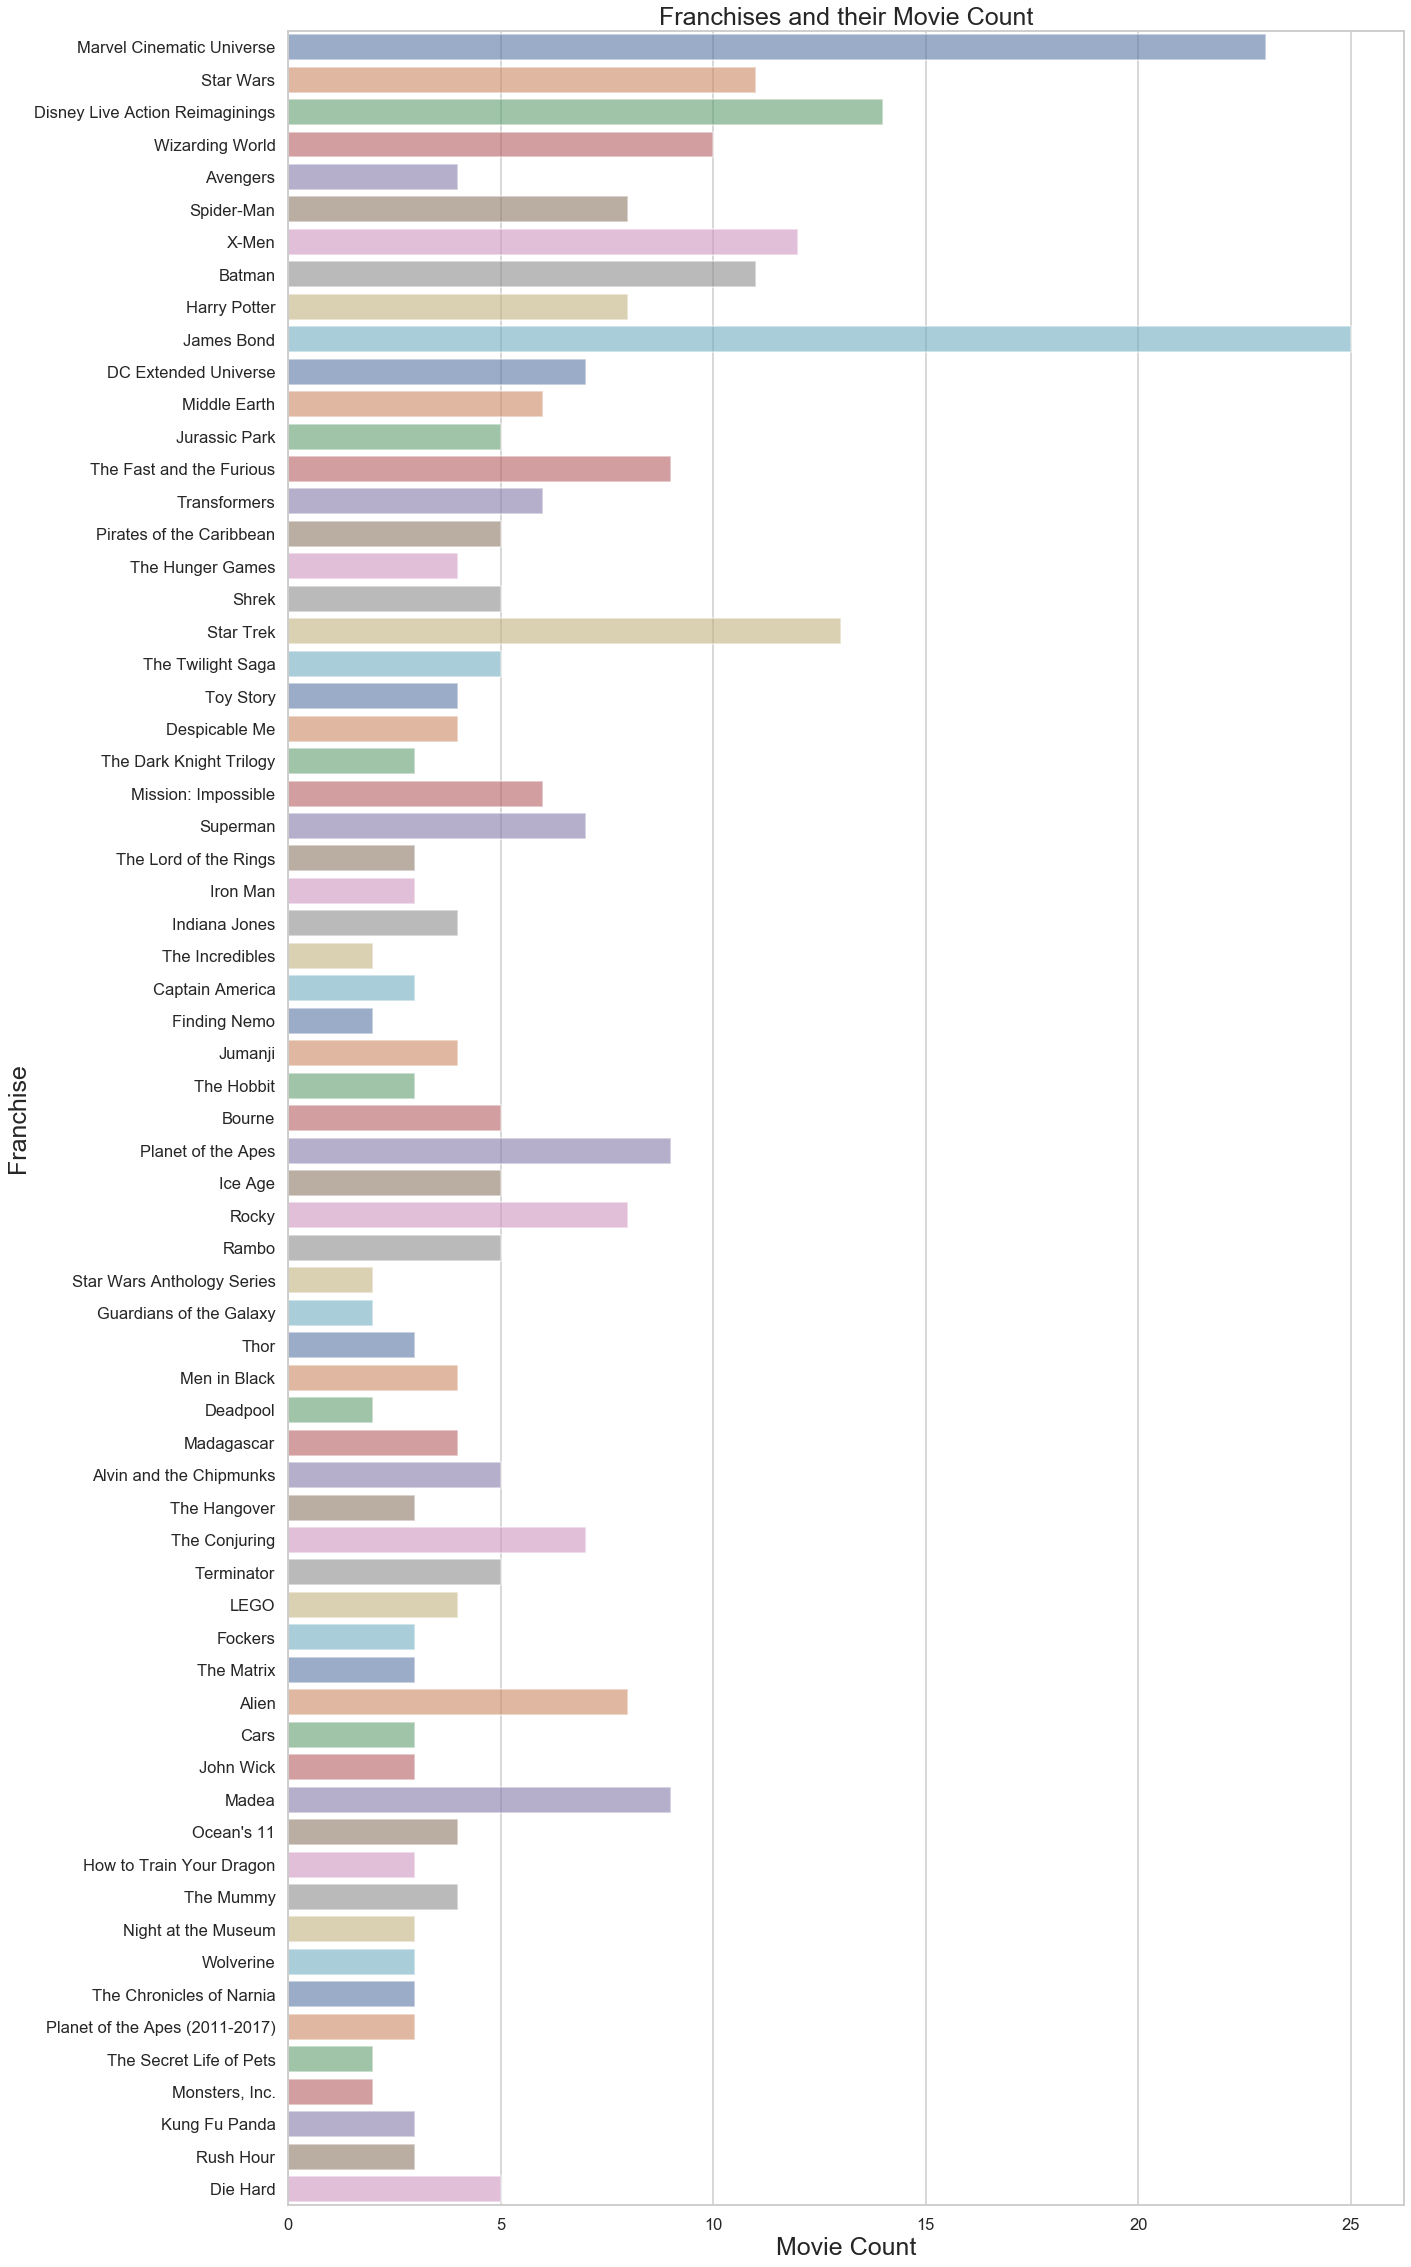 Franchises and their Movie Count
Marvel Cinematic Universe
Star Wars
Disney Live Action Reimaginings
Wizarding World
Avengers
Spider-Man
X-Men
Batman
Harry Potter
James Bond
DC Extended Universe
Middle Earth
Jurassic Park
The Fast and the Furious
Transformers
Pirates of the Caribbean
The Hunger Games
Shrek
Star Trek
The Twilight Saga
Toy Story
Despicable Me
The Dark Knight Trilogy
Mission: Impossible
Superman
The Lord of the Rings
Iron Man
Indiana Jones
The Incredibles
Captain America
Finding Nemo
Jumanji
The Hobbit
Bourne
Planet of the Apes
Ice Age
Rocky
Rambo
Star Wars Anthology Series
Guardians of the Galaxy
Thor
Men in Black
Deadpool
Madagascar
Alvin and the Chipmunks
The Hangover
The Conjuring
Terminator
LEGO
Fockers
The Matrix
Alien
Cars
John Wick
Madea
Ocean's 11
How to Train Your Dragon
The Mummy
Night at the Museum
Wolverine
The Chronicles of Narnia
Planet of the Apes (2011-2017)
The Secret Life of Pets
Monsters, Inc.
Kung Fu Panda
Rush Hour
Die Hard
Franchise
0 5 10 15 20 25
Movie Count